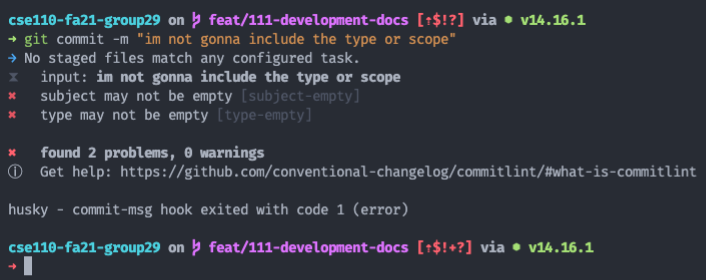 cse110-fa21-group29 on feat/111-development-docs [⇡$!?] via ⬢ v14.16.1
➜ git commit -m "im not gonna include the type or scope"
→ No staged files match any configured task.
⧗ input: im not gonna include the type or scope
✖ subject may not be empty [subject-empty]
✖ type may not be empty [type-empty]
✖ found 2 problems, 0 warnings
ⓘ Get help: https://github.com/conventional-changelog/commitlint/#what-is-commitlint
husky - commit-msg hook exited with code 1 (error)
cse110-fa21-group29 on feat/111-development-docs [⇡$!+?] via ⬢ v14.16.1
➜